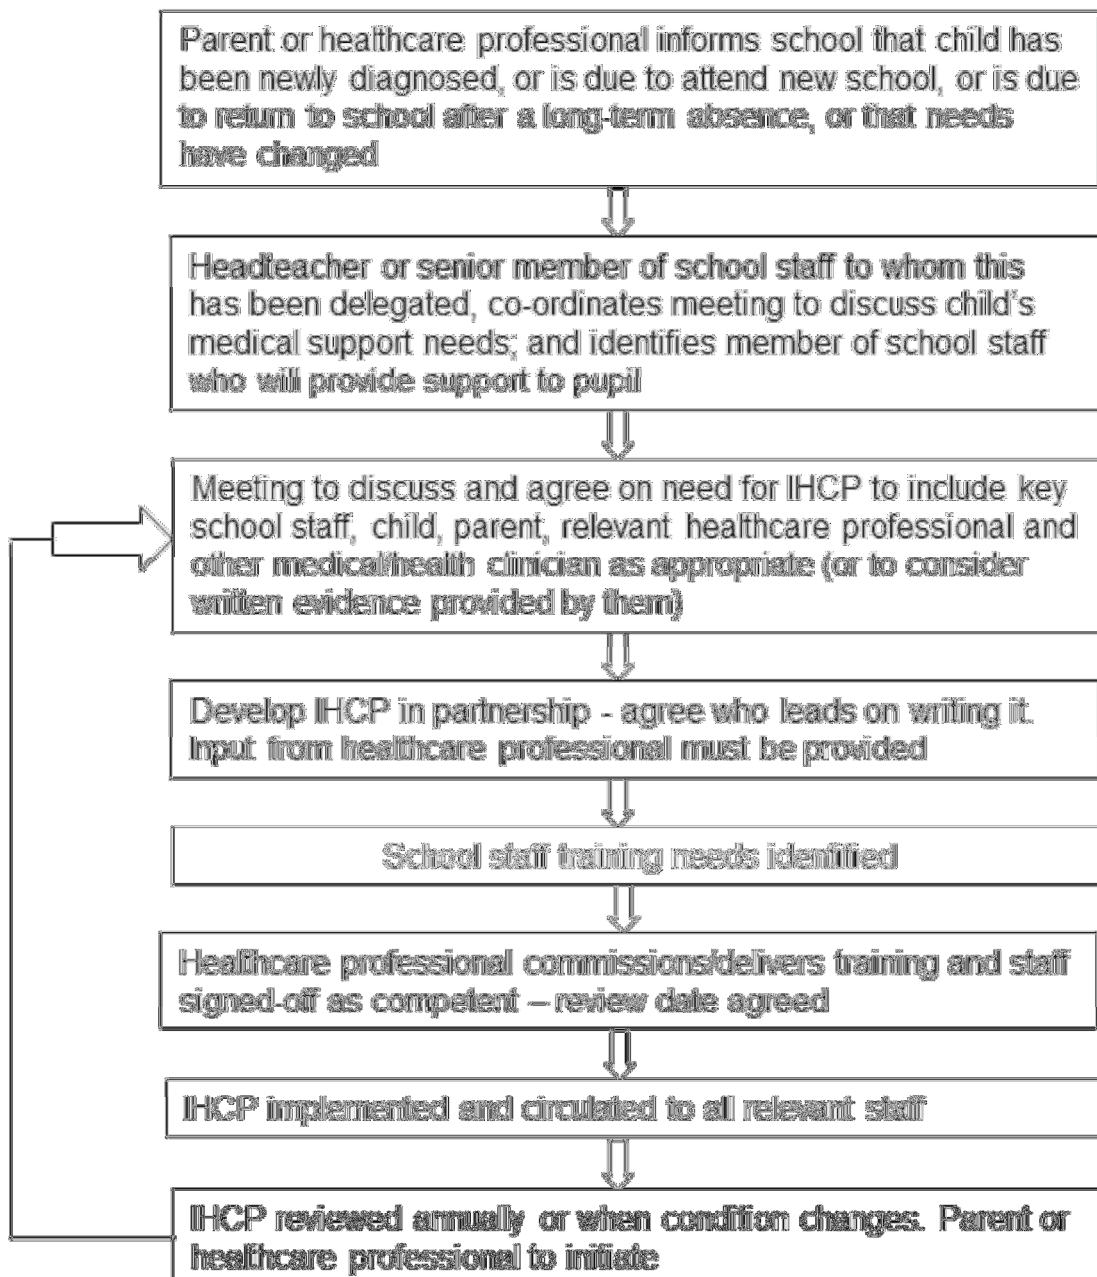 Parent or healthcare professional informs school that child has
been newly diagnosed, or is due to attend new school, or is due
to return to school after a long-term absence, or that needs
have changed
Headteacher or senior member of school staff to whom this
has been delegated, co-ordinates meeting to discuss child's
medical support needs; and identifies member of school staff
who will provide support to pupil
Meeting to discuss and agree on need for IHCP to include key
school staff, child, parent, relevant healthcare professional and
other medical/health clinician as appropriate (or to consider
written evidence provided by them)
Develop IHCP in partnership - agree who leads on writing it.
Input from healthcare professional must be provided
School staff training needs identified
Healthcare professional commissions/delivers training and staff
signed-off as competent – review date agreed
IHCP implemented and circulated to all relevant staff
IHCP reviewed annually or when condition changes. Parent or
healthcare professional to initiate